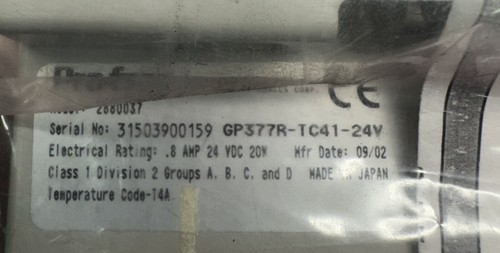 CE
2880037
Serial No: 31503900159 GP377R-TC41-24V
Electrical Rating: .8 AMP 24 VDC 20W Mfr Date: 09/02
Class 1 Division 2 Groups A, B, C, and D MADE IN JAPAN
Temperature Code-T4A